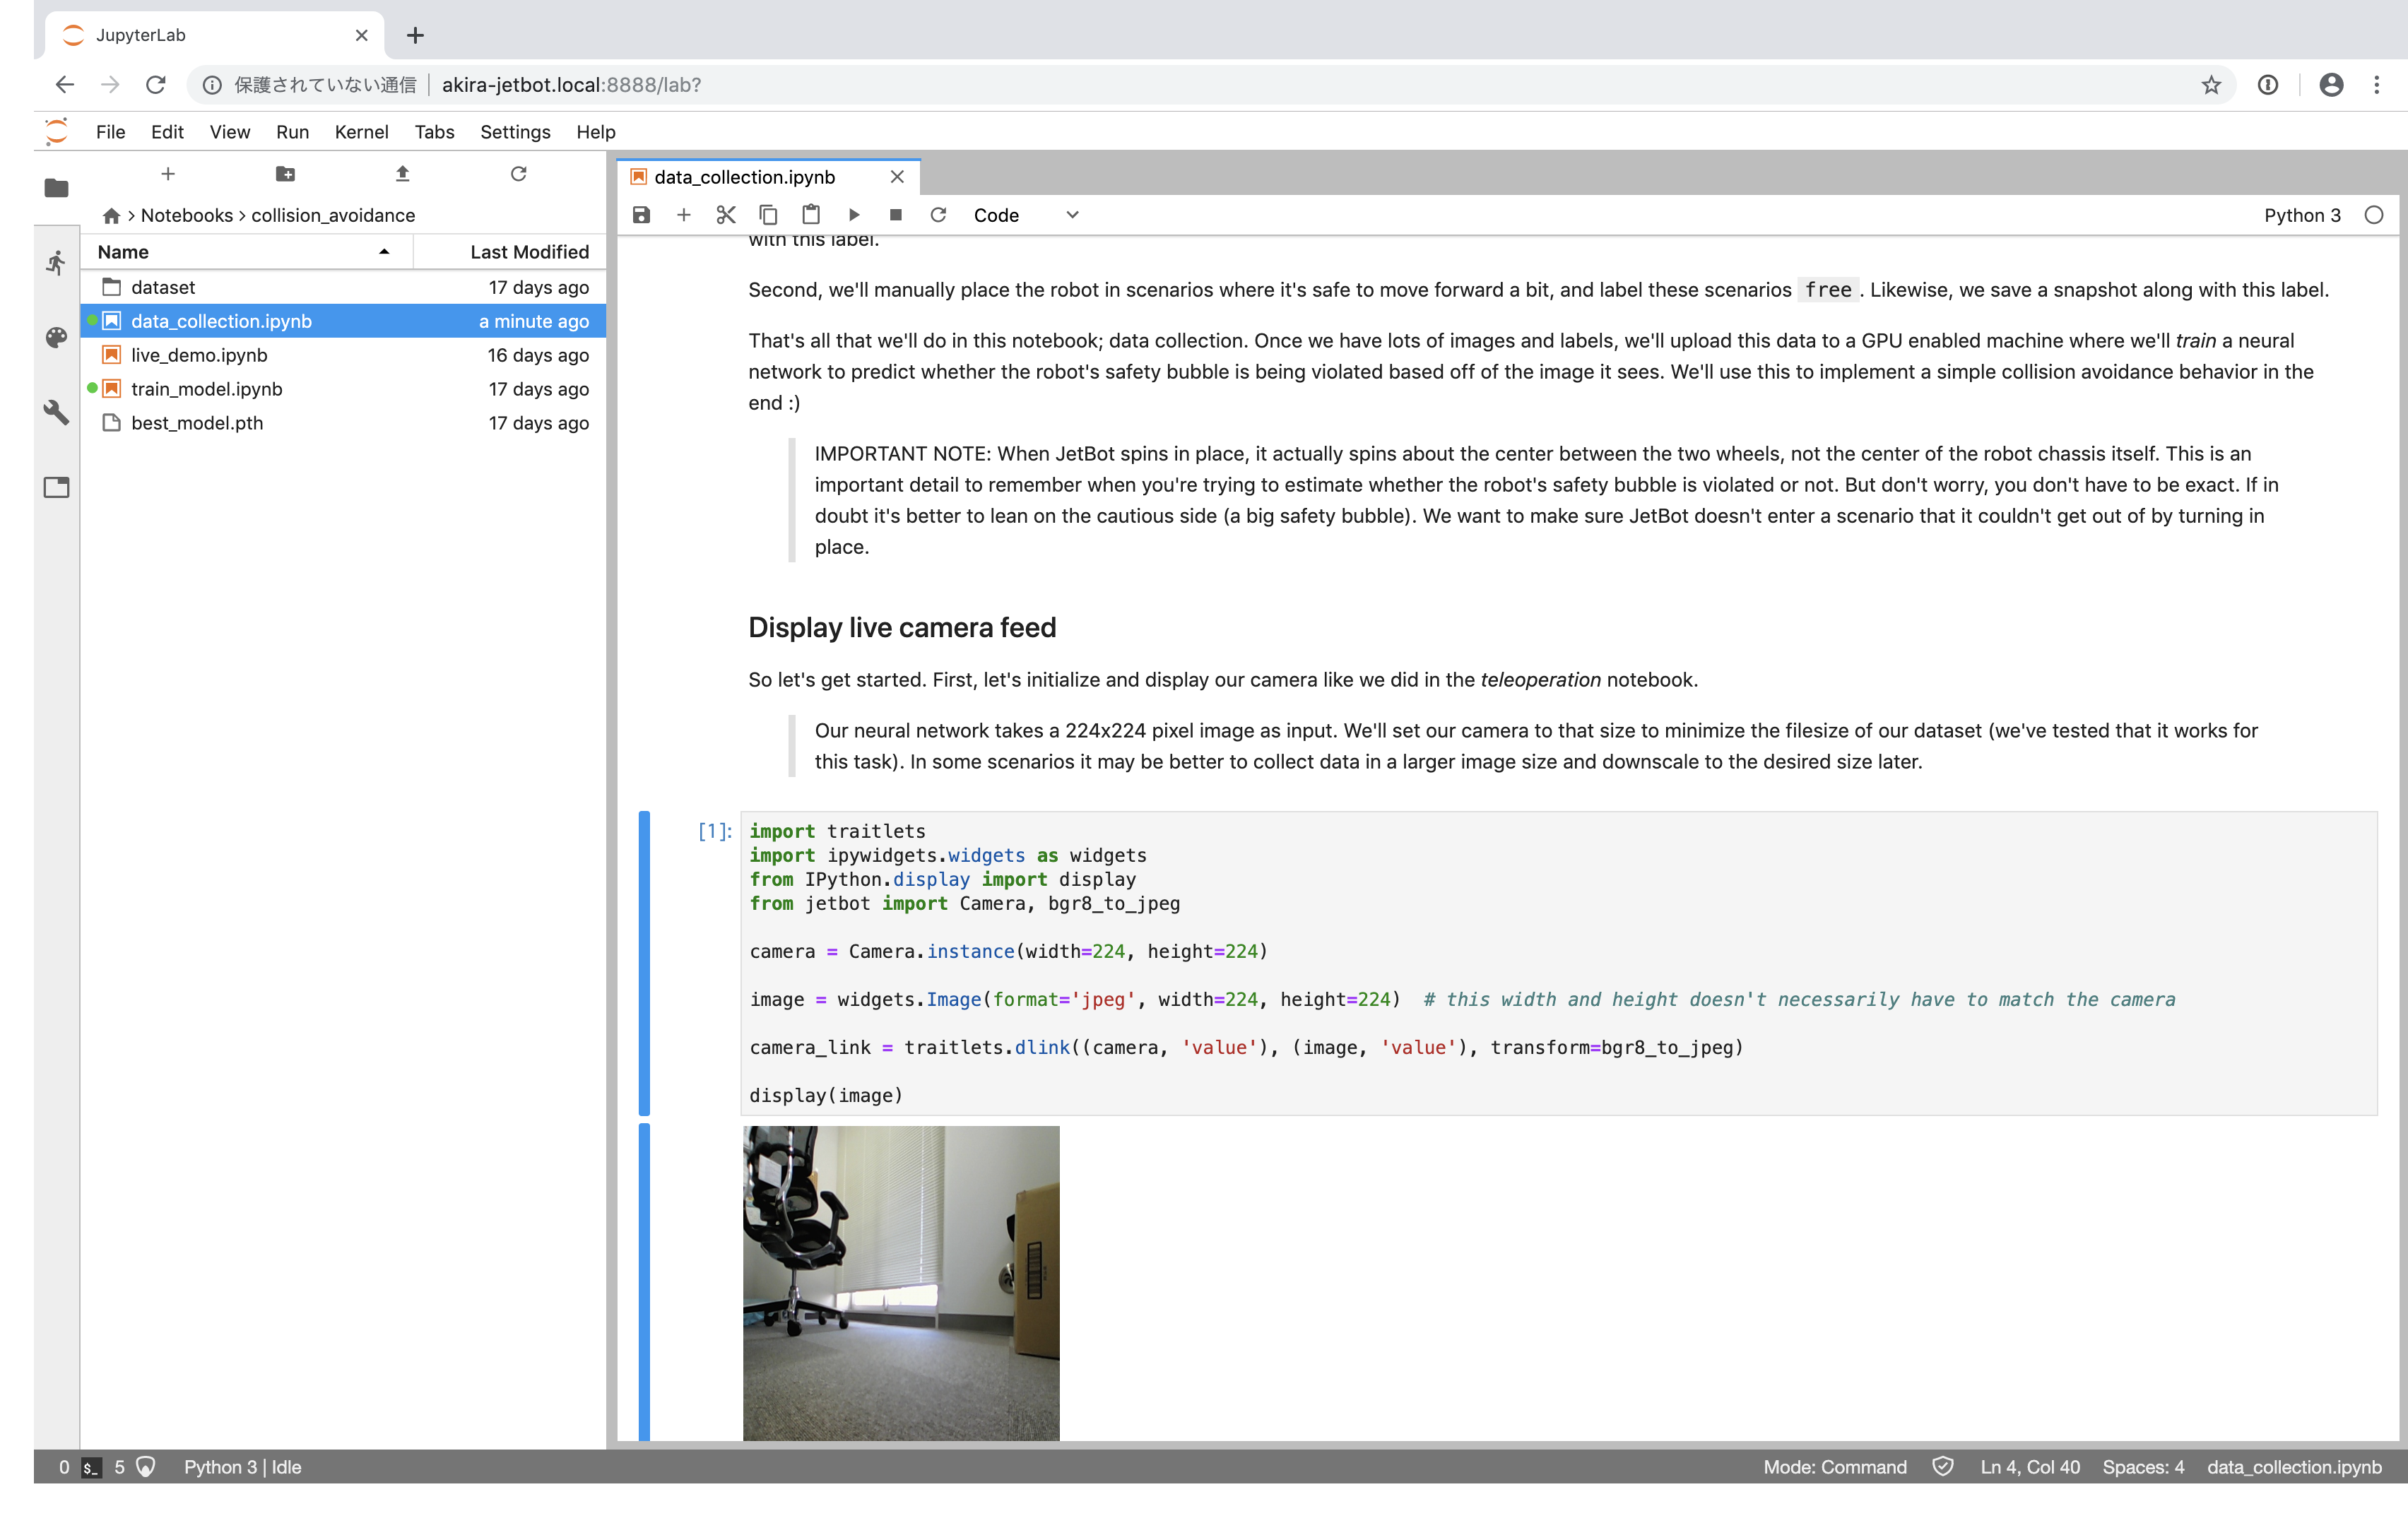 JupyterLab
保護されていない通信 akira-jetbot.local:8888/lab?
File Edit View Run Kernel Tabs Settings Help
Notebooks > collision_avoidance
Name Last Modified
dataset 17 days ago
data_collection.ipynb a minute ago
live_demo.ipynb 16 days ago
train_model.ipynb 17 days ago
best_model.pth 17 days ago
data_collection.ipynb
Code
Python 3
with this label.
Second, we'll manually place the robot in scenarios where it's safe to move forward a bit, and label these scenarios free . Likewise, we save a snapshot along with this label.
That's all that we'll do in this notebook; data collection. Once we have lots of images and labels, we'll upload this data to a GPU enabled machine where we'll train a neural
network to predict whether the robot's safety bubble is being violated based off of the image it sees. We'll use this to implement a simple collision avoidance behavior in the
end :)
IMPORTANT NOTE: When JetBot spins in place, it actually spins about the center between the two wheels, not the center of the robot chassis itself. This is an
important detail to remember when you're trying to estimate whether the robot's safety bubble is violated or not. But don't worry, you don't have to be exact. If in
doubt it's better to lean on the cautious side (a big safety bubble). We want to make sure JetBot doesn't enter a scenario that it couldn't get out of by turning in
place.
Display live camera feed
So let's get started. First, let's initialize and display our camera like we did in the teleoperation notebook.
Our neural network takes a 224x224 pixel image as input. We'll set our camera to that size to minimize the filesize of our dataset (we've tested that it works for
this task). In some scenarios it may be better to collect data in a larger image size and downscale to the desired size later.
[1]: import traitlets
import ipywidgets.widgets as widgets
from IPython.display import display
from jetbot import Camera, bgr8_to_jpeg
camera = Camera.instance(width=224, height=224)
image = widgets.Image(format='jpeg', width=224, height=224)  # this width and height doesn't necessarily have to match the camera
camera_link = traitlets.dlink((camera, 'value'), (image, 'value'), transform=bgr8_to_jpeg)
display(image)
0 $_ 5 Python 3 | Idle
Mode: Command Ln 4, Col 40 Spaces: 4 data_collection.ipynb